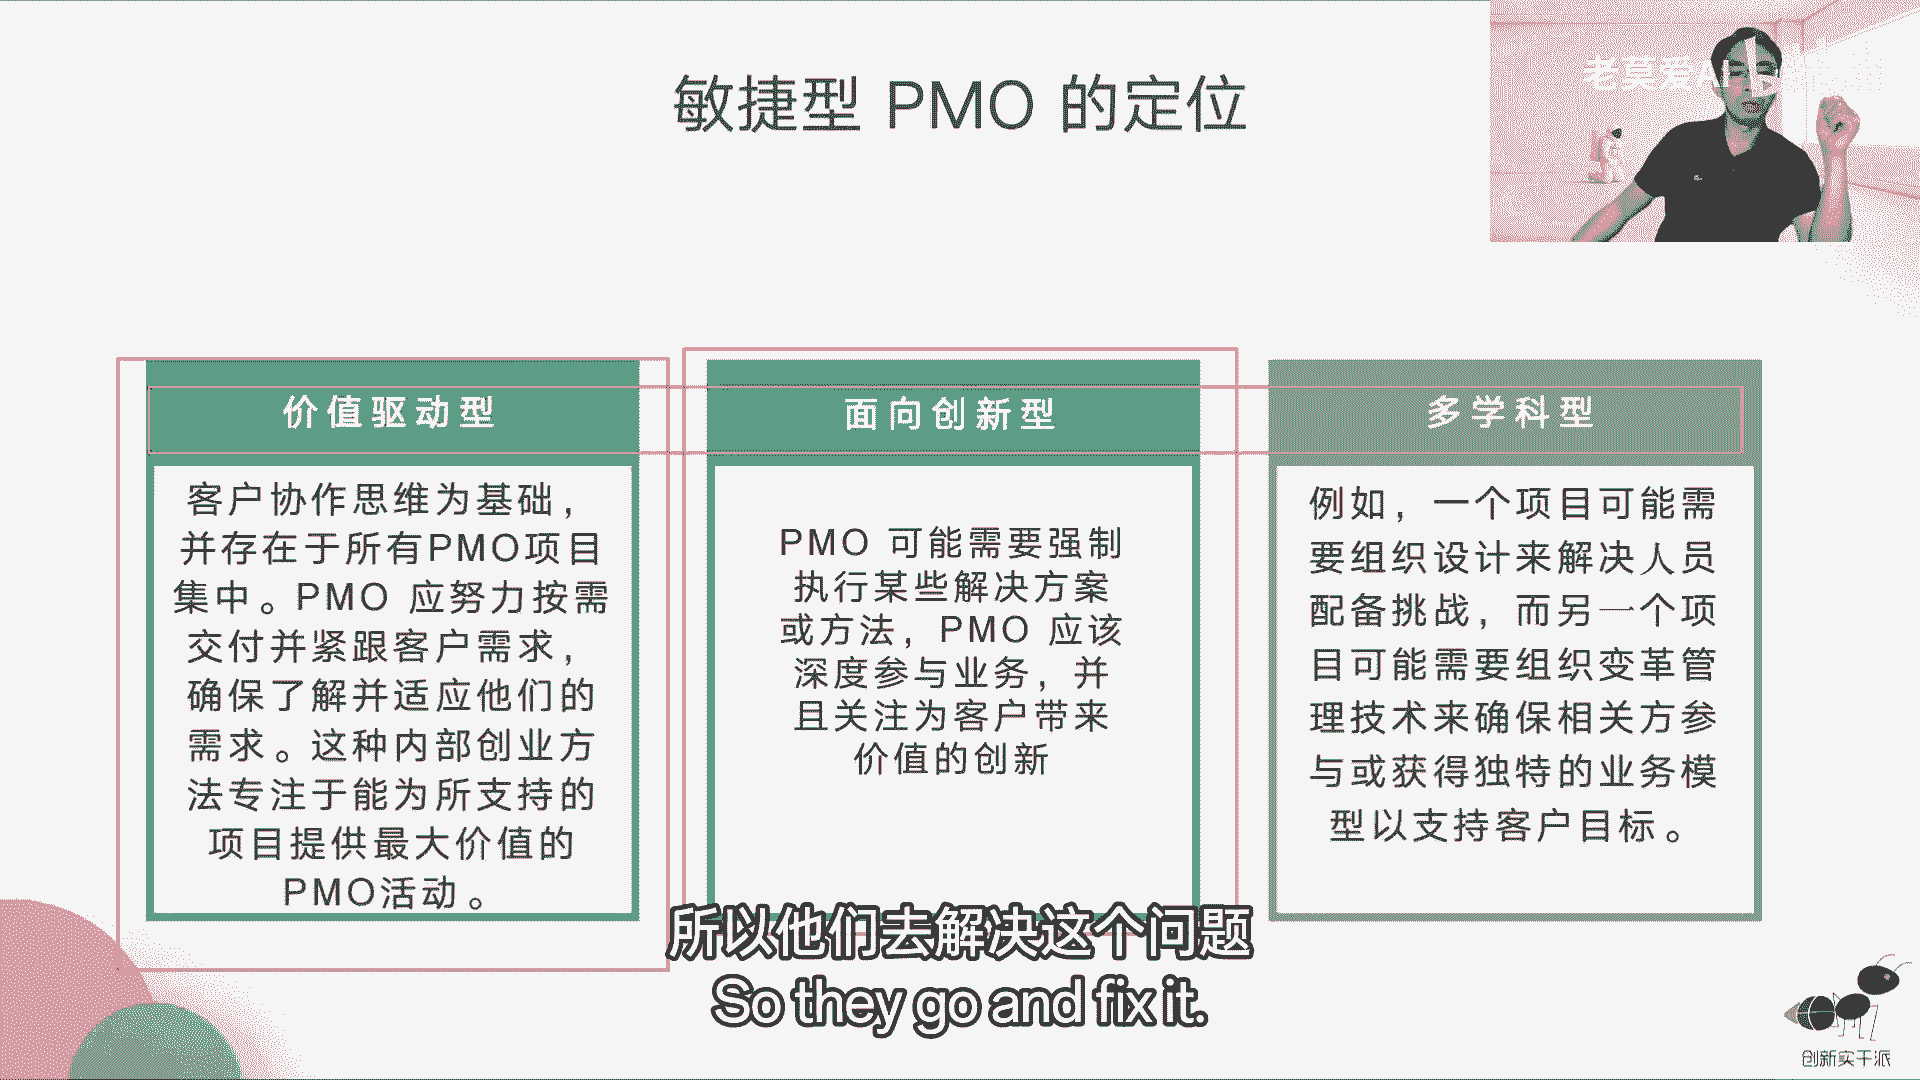 敏捷型 PMO 的定位
老莫爱AI
价值驱动型
客户协作思维为基础，
并存在于所有PMO项目
集中。PMO 应努力按需
交付并紧跟客户需求，
确保了解并适应他们的
需求。这种内部创业方
法专注于能为所支持的
项目提供最大价值的
PMO活动。
面向创新型
PMO 可能需要强制
执行某些解决方案
或方法，PMO 应该
深度参与业务，并
且关注为客户带来
价值的创新
多学科型
例如，一个项目可能需
要组织设计来解决人员
配备挑战，而另一个项
目可能需要组织变革管
理技术来确保相关方参
与或获得独特的业务模
型以支持客户目标。
所以他们去解决这个问题
So they go and fix it.
创新实干派